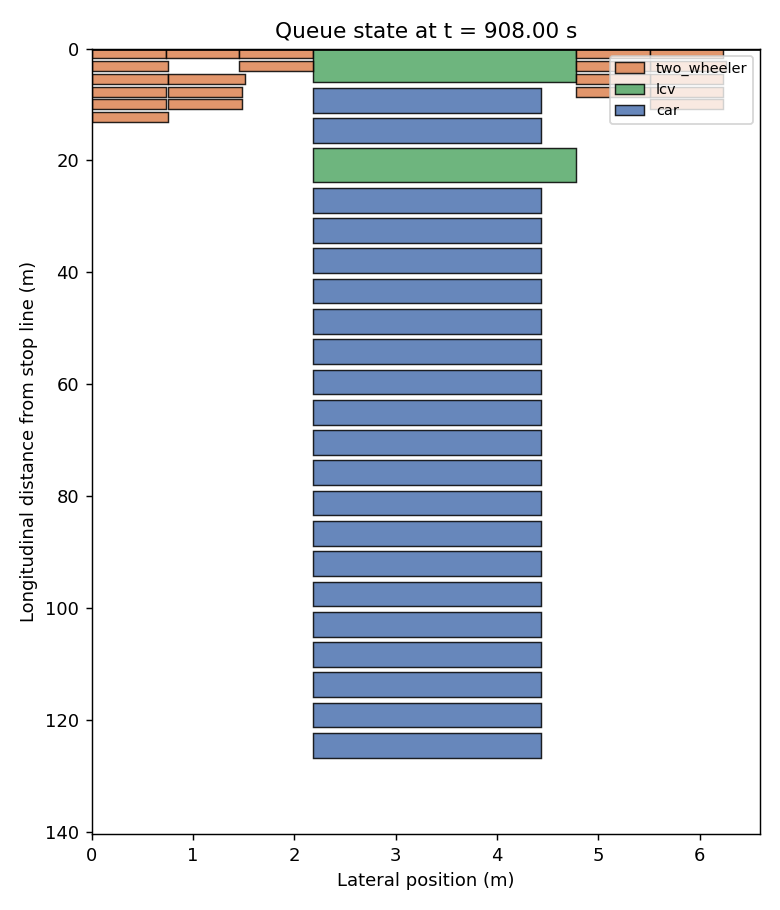 Queue state at t = 908.00 s
two_wheeler
lcv
car
0
20
40
60
80
100
120
140
Longitudinal distance from stop line (m)
0 1 2 3 4 5 6
Lateral position (m)